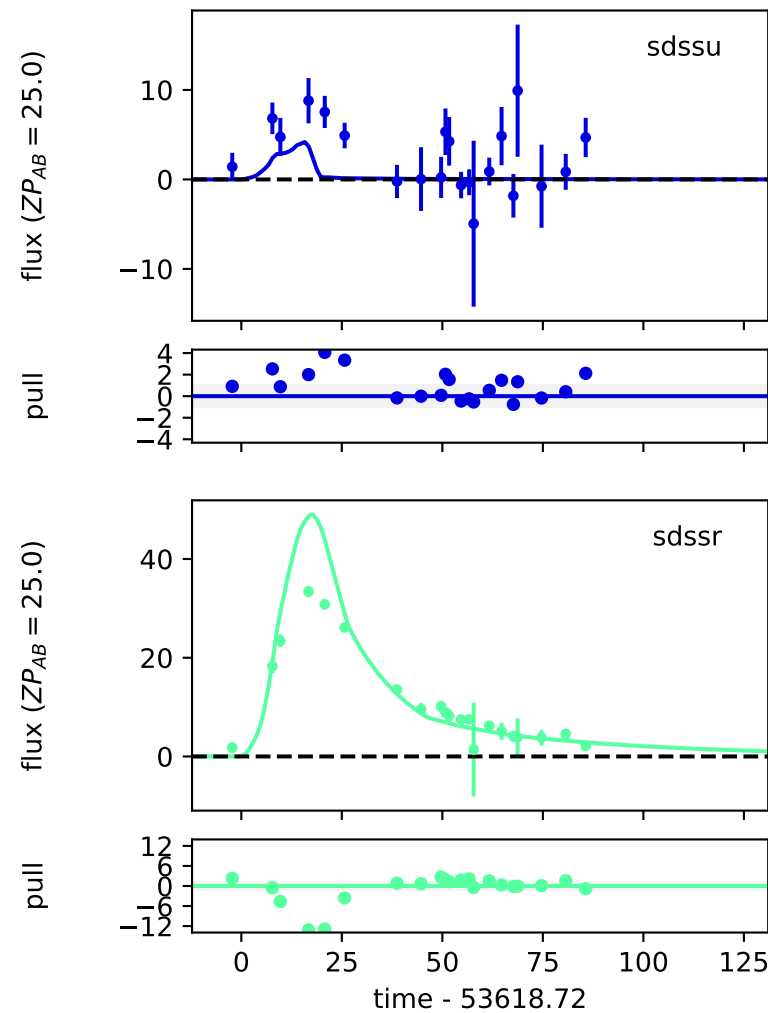 sdssu
flux (ZP_AB = 25.0)
10
0
−10
pull
4
2
0
−2
−4
sdssr
flux (ZP_AB = 25.0)
40
20
0
pull
12
6
0
−6
−12
0 25 50 75 100 125
time - 53618.72